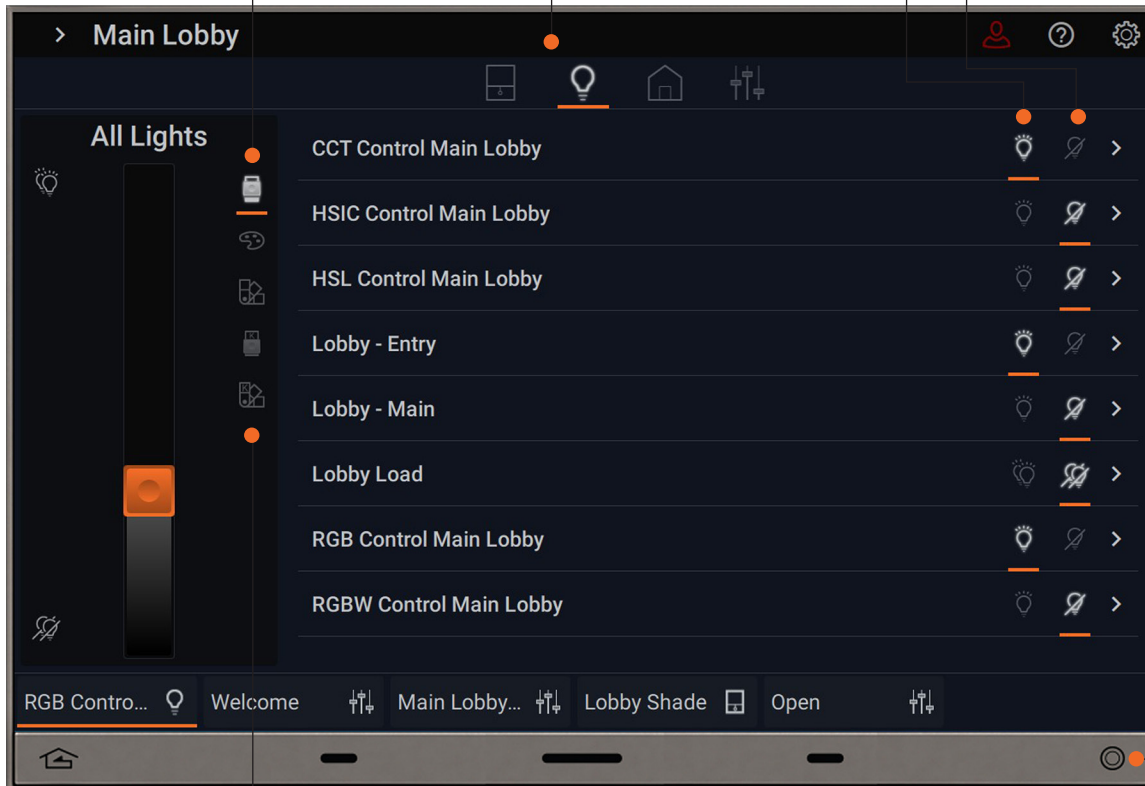 Main Lobby
All Lights
CCT Control Main Lobby
HSIC Control Main Lobby
HSL Control Main Lobby
Lobby - Entry
Lobby - Main
Lobby Load
RGB Control Main Lobby
RGBW Control Main Lobby
RGB Contro... Welcome Main Lobby... Lobby Shade Open